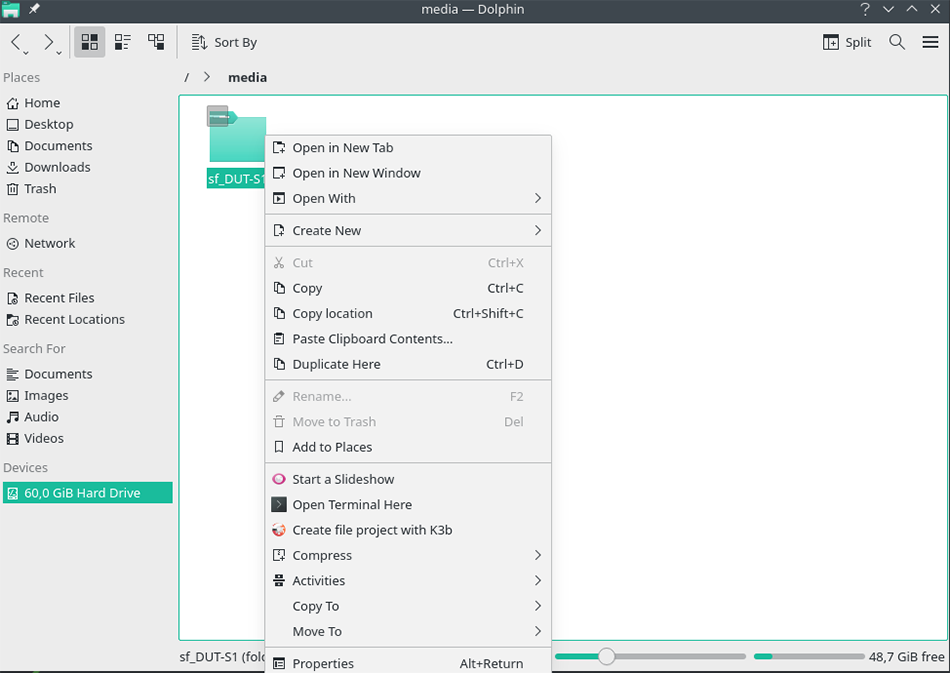 media — Dolphin
?
Sort By
Split
Places
/ > media
Home
Desktop
Documents
Downloads
Trash
Remote
Network
Recent
Recent Files
Recent Locations
Search For
Documents
Images
Audio
Videos
Devices
60,0 GiB Hard Drive
sf_DUT-S1
Open in New Tab
Open in New Window
Open With
Create New
Cut Ctrl+X
Copy Ctrl+C
Copy location Ctrl+Shift+C
Paste Clipboard Contents...
Duplicate Here Ctrl+D
Rename... F2
Move to Trash Del
Add to Places
Start a Slideshow
Open Terminal Here
Create file project with K3b
Compress
Activities
Copy To
Move To
Properties Alt+Return
sf_DUT-S1 (fold
48,7 GiB free